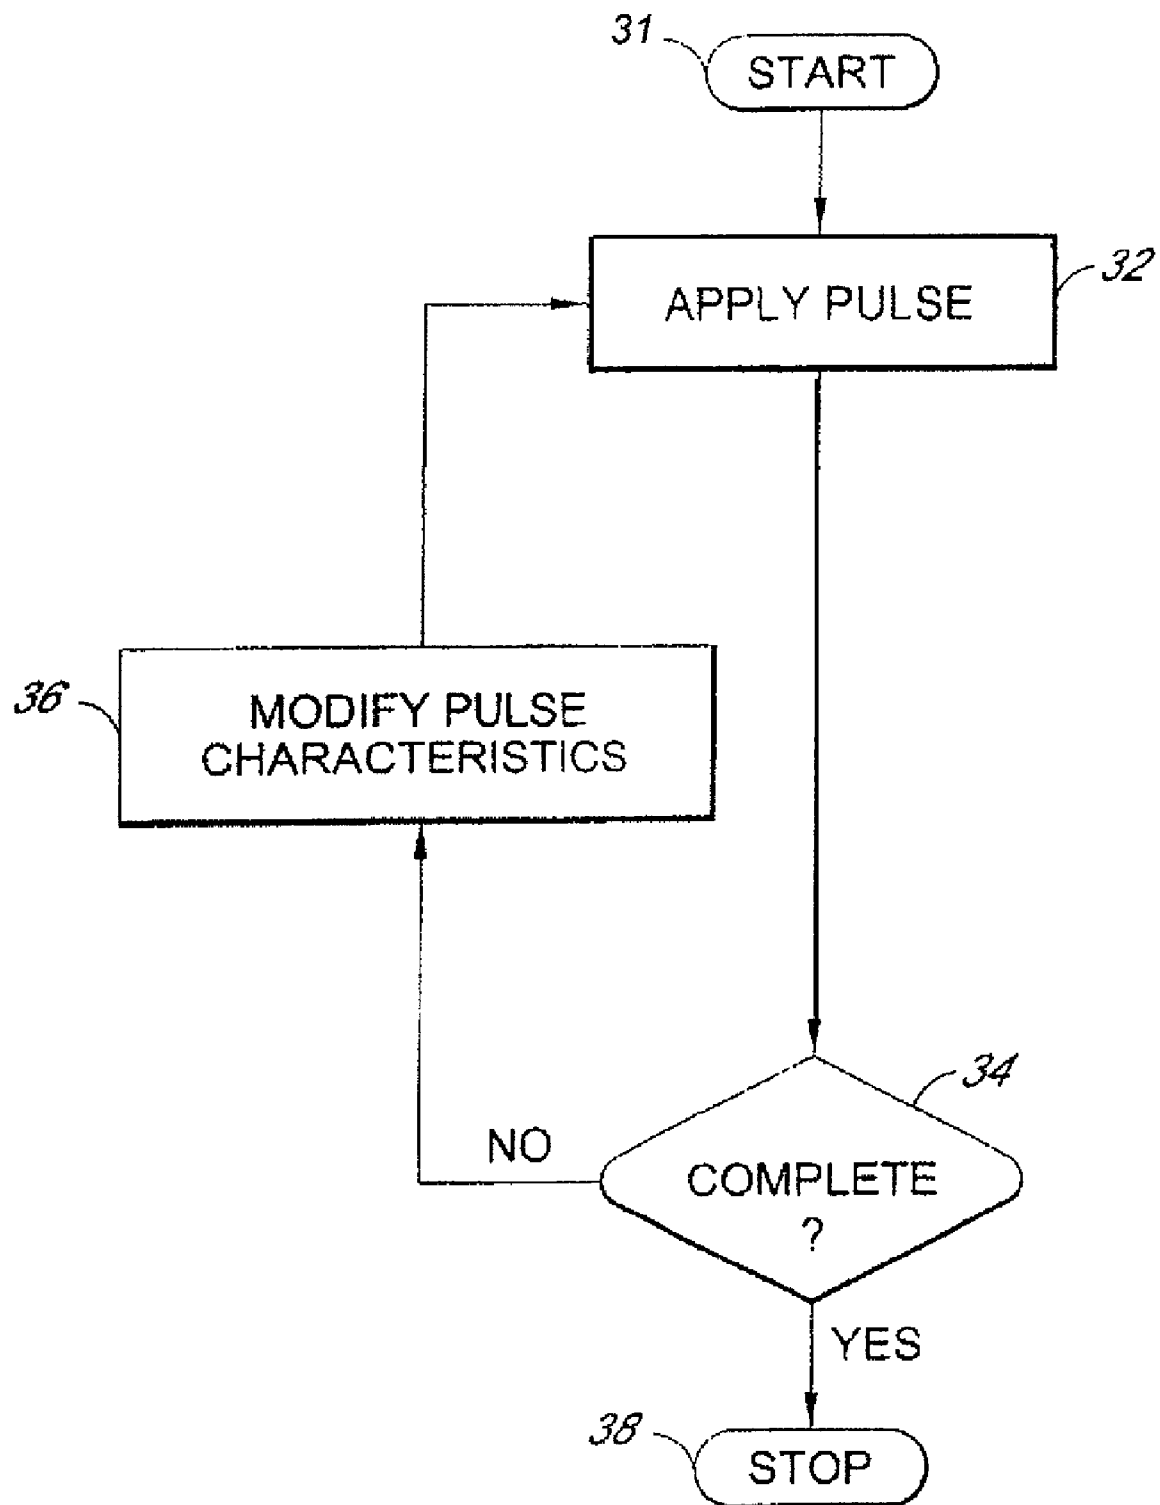 31
START
32
APPLY PULSE
36
MODIFY PULSE
CHARACTERISTICS
34
NO
COMPLETE
?
YES
38
STOP